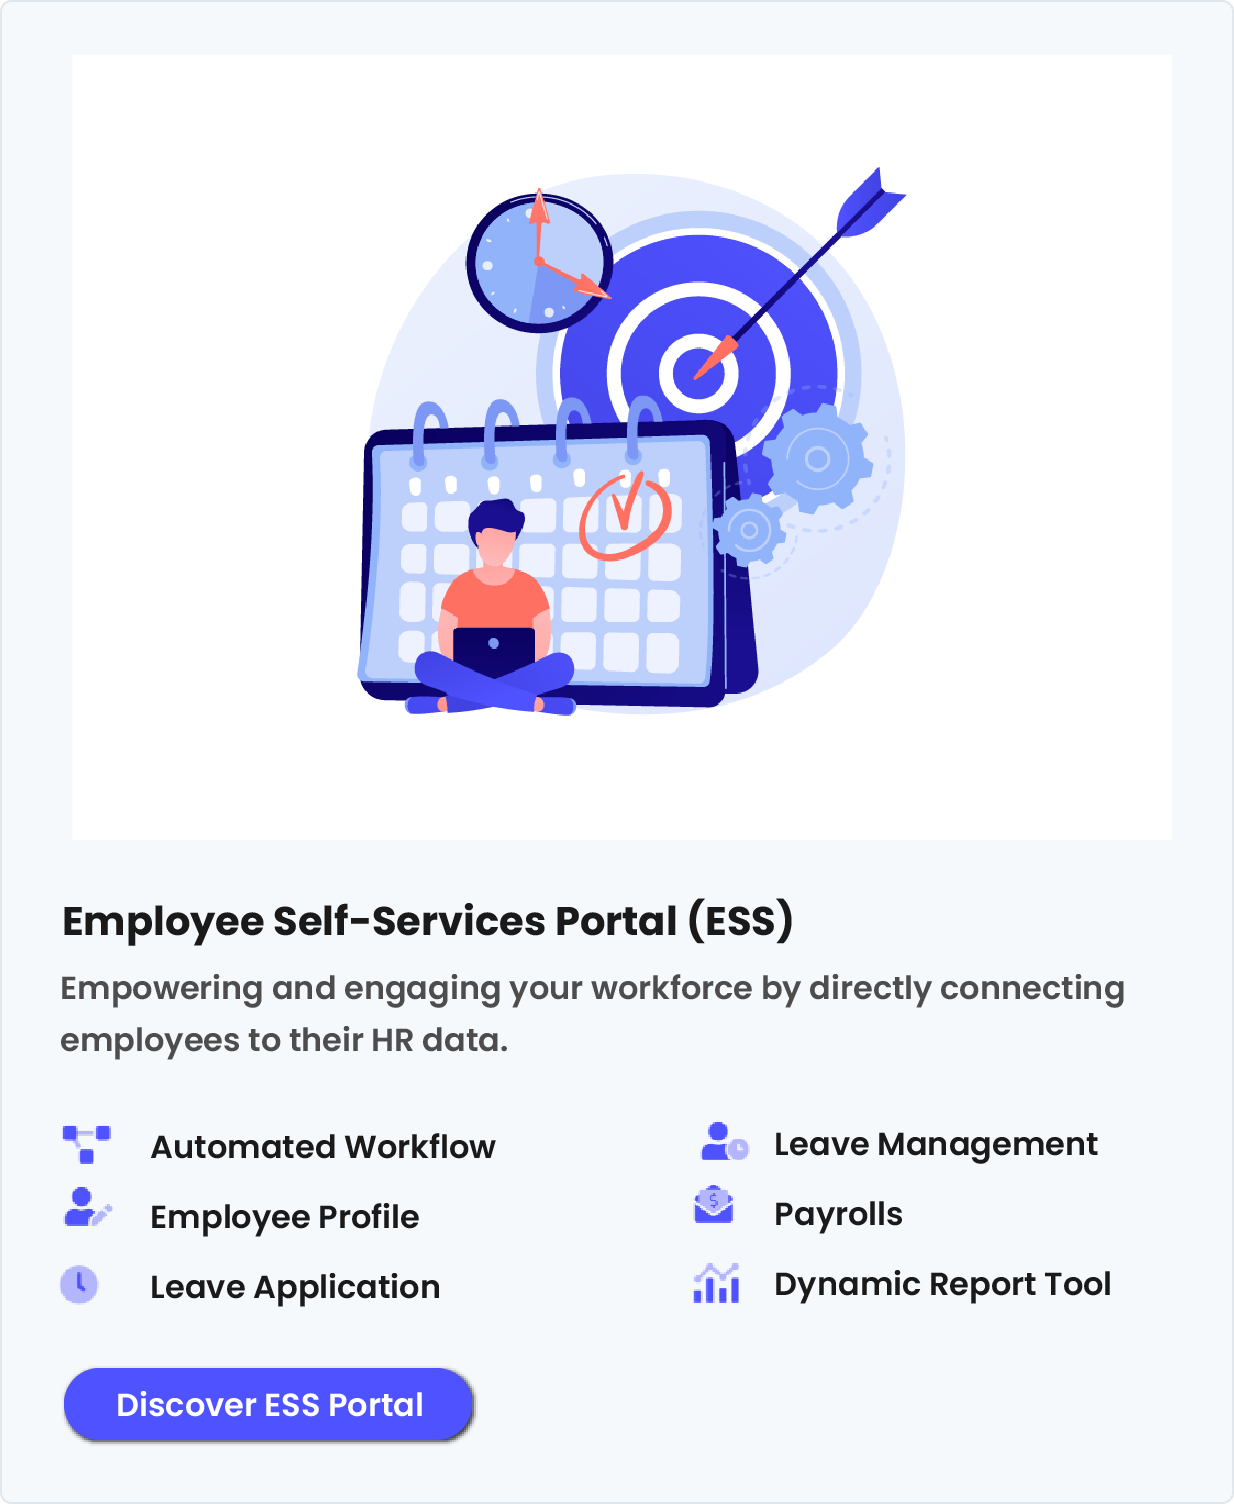 Employee Self-Services Portal (ESS)
Empowering and engaging your workforce by directly connecting
employees to their HR data.
Automated Workflow
Employee Profile
Leave Application
Leave Management
$
Payrolls
Dynamic Report Tool
Discover ESS Portal